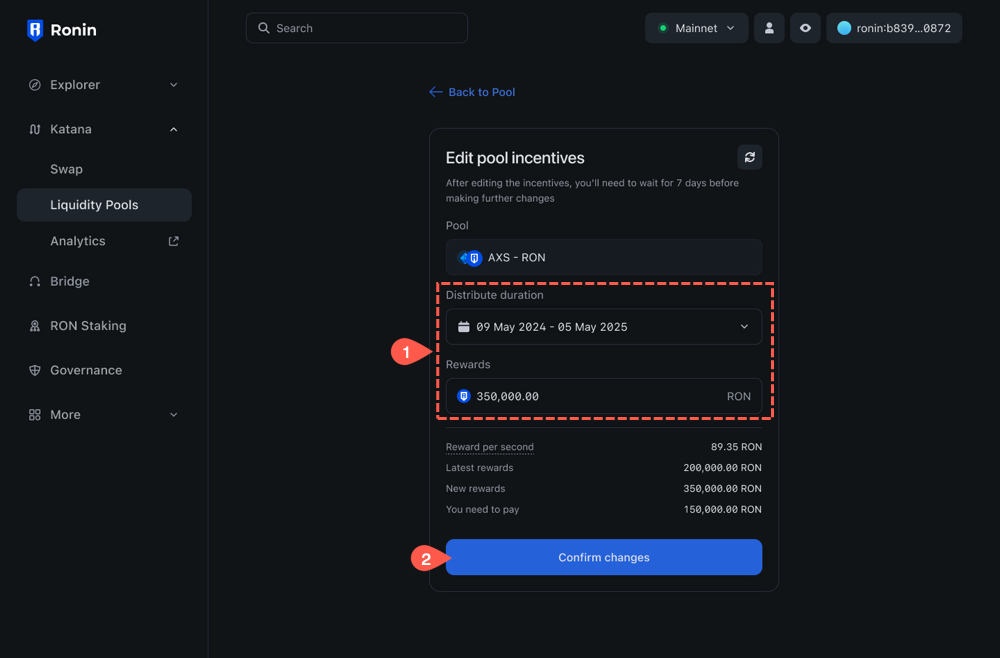 Ronin
Search
Mainnet
ronin:b839...0872
Explorer
Katana
Swap
Liquidity Pools
Analytics
Bridge
RON Staking
Governance
More
Back to Pool
Edit pool incentives
After editing the incentives, you'll need to wait for 7 days before
making further changes
Pool
AXS - RON
Distribute duration
09 May 2024 - 05 May 2025
1
Rewards
350,000.00 RON
Reward per second 89.35 RON
Latest rewards 200,000.00 RON
New rewards 350,000.00 RON
You need to pay 150,000.00 RON
2
Confirm changes